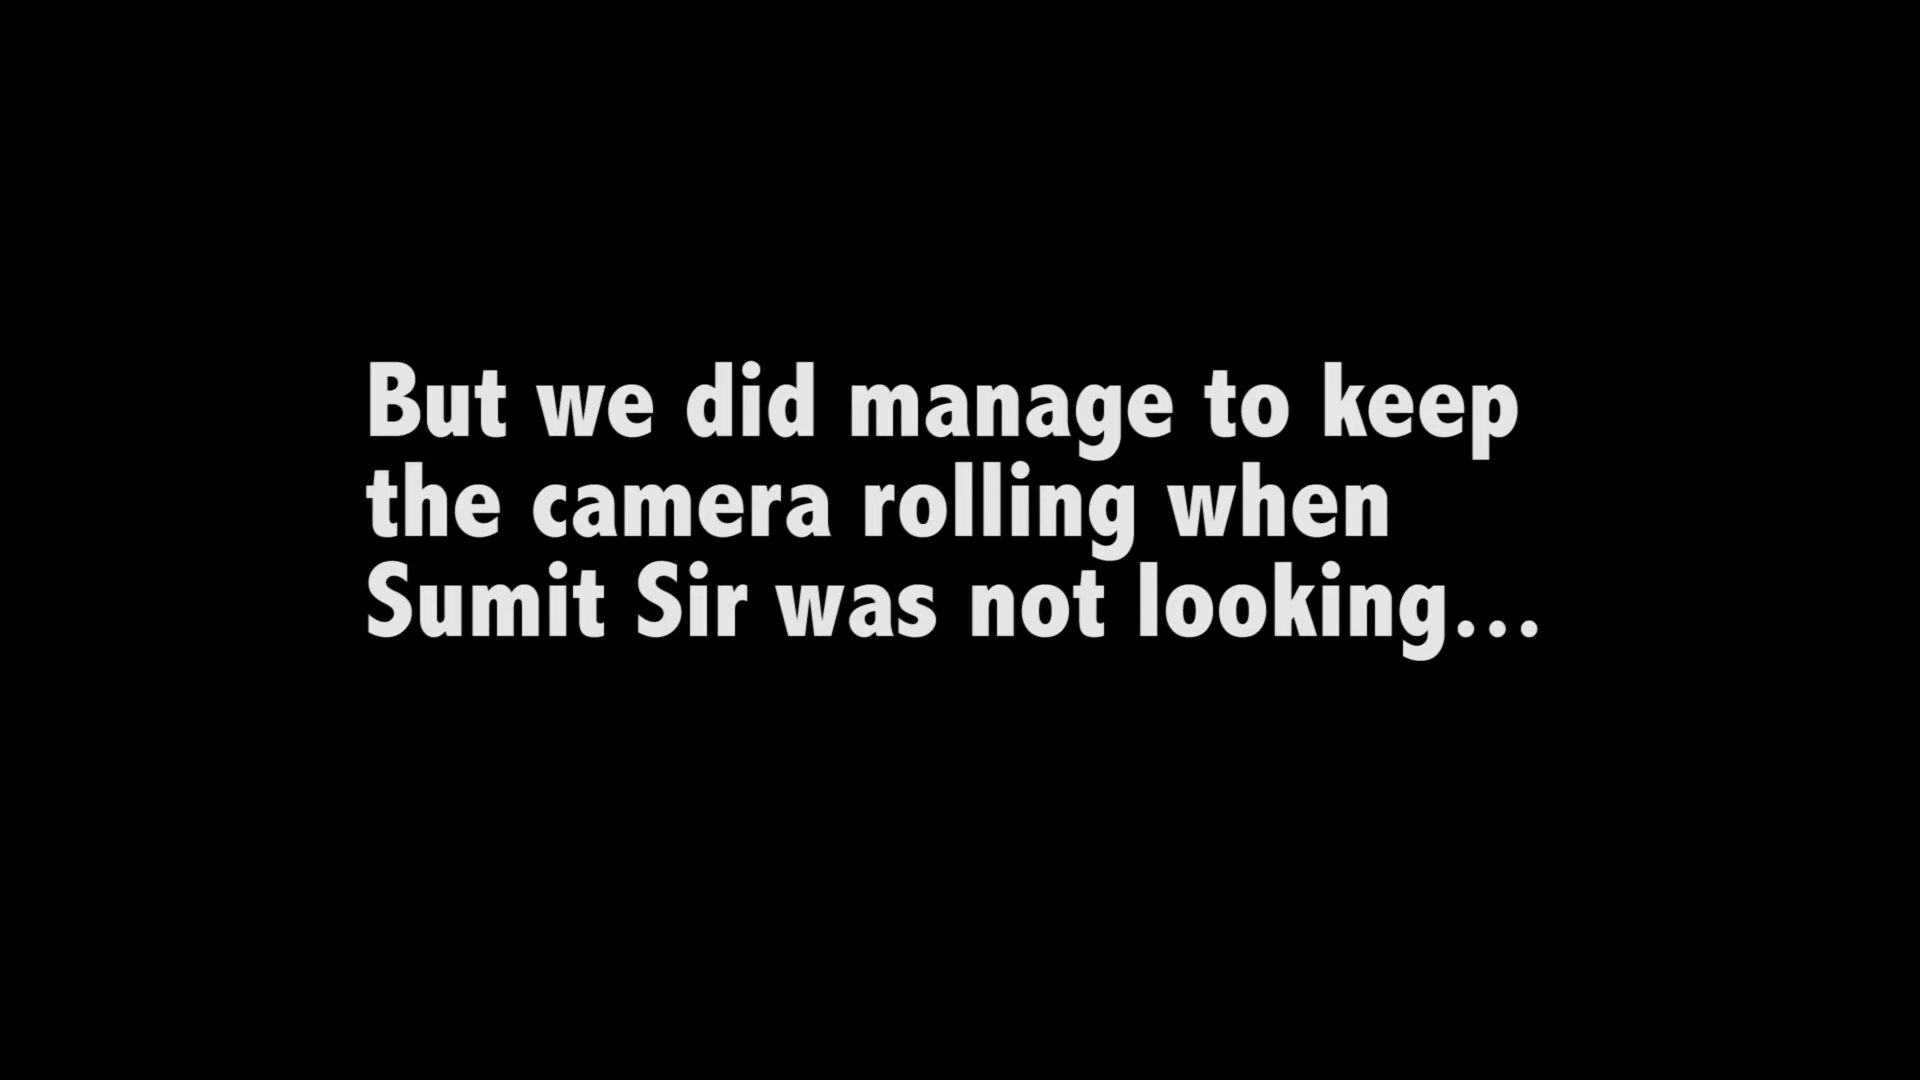 But we did manage to keep
the camera rolling when
Sumit Sir was not looking...